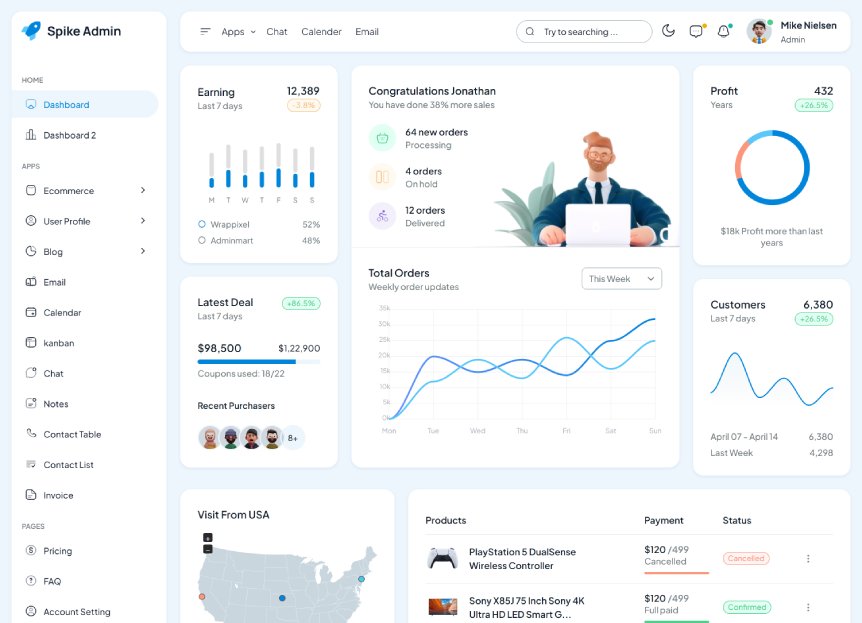 Spike Admin
Apps
Chat
Calender
Email
Try to searching ...
Mike Nielsen
Admin
HOME
Dashboard
Dashboard 2
APPS
Ecommerce
User Profile
Blog
Email
Calendar
kanban
Chat
Notes
Contact Table
Contact List
Invoice
PAGES
Pricing
FAQ
Account Setting
Earning 12,389
Last 7 days -3.8%
M T W T F S S
Wrappixel 52%
Adminmart 48%
Latest Deal +86.5%
Last 7 days
$98,500 $1,22,900
Coupons used: 18/22
Recent Purchasers
8+
Congratulations Jonathan
You have done 38% more sales
64 new orders
Processing
4 orders
On hold
12 orders
Delivered
Total Orders
Weekly order updates
This Week
35k
30k
25k
20k
15k
10k
5k
0k
Mon Tue Wed Thu Fri Sat Sun
Profit 432
Years +26.5%
$18k Profit more than last
years
Customers 6,380
Last 7 days +26.5%
April 07 - April 14 6,380
Last Week 4,298
Visit From USA
+
−
Products Payment Status
PlayStation 5 DualSense
Wireless Controller
$120 /499
Cancelled
Cancelled
Sony X85J 75 Inch Sony 4K
Ultra HD LED Smart G...
$120 /499
Full paid
Confirmed